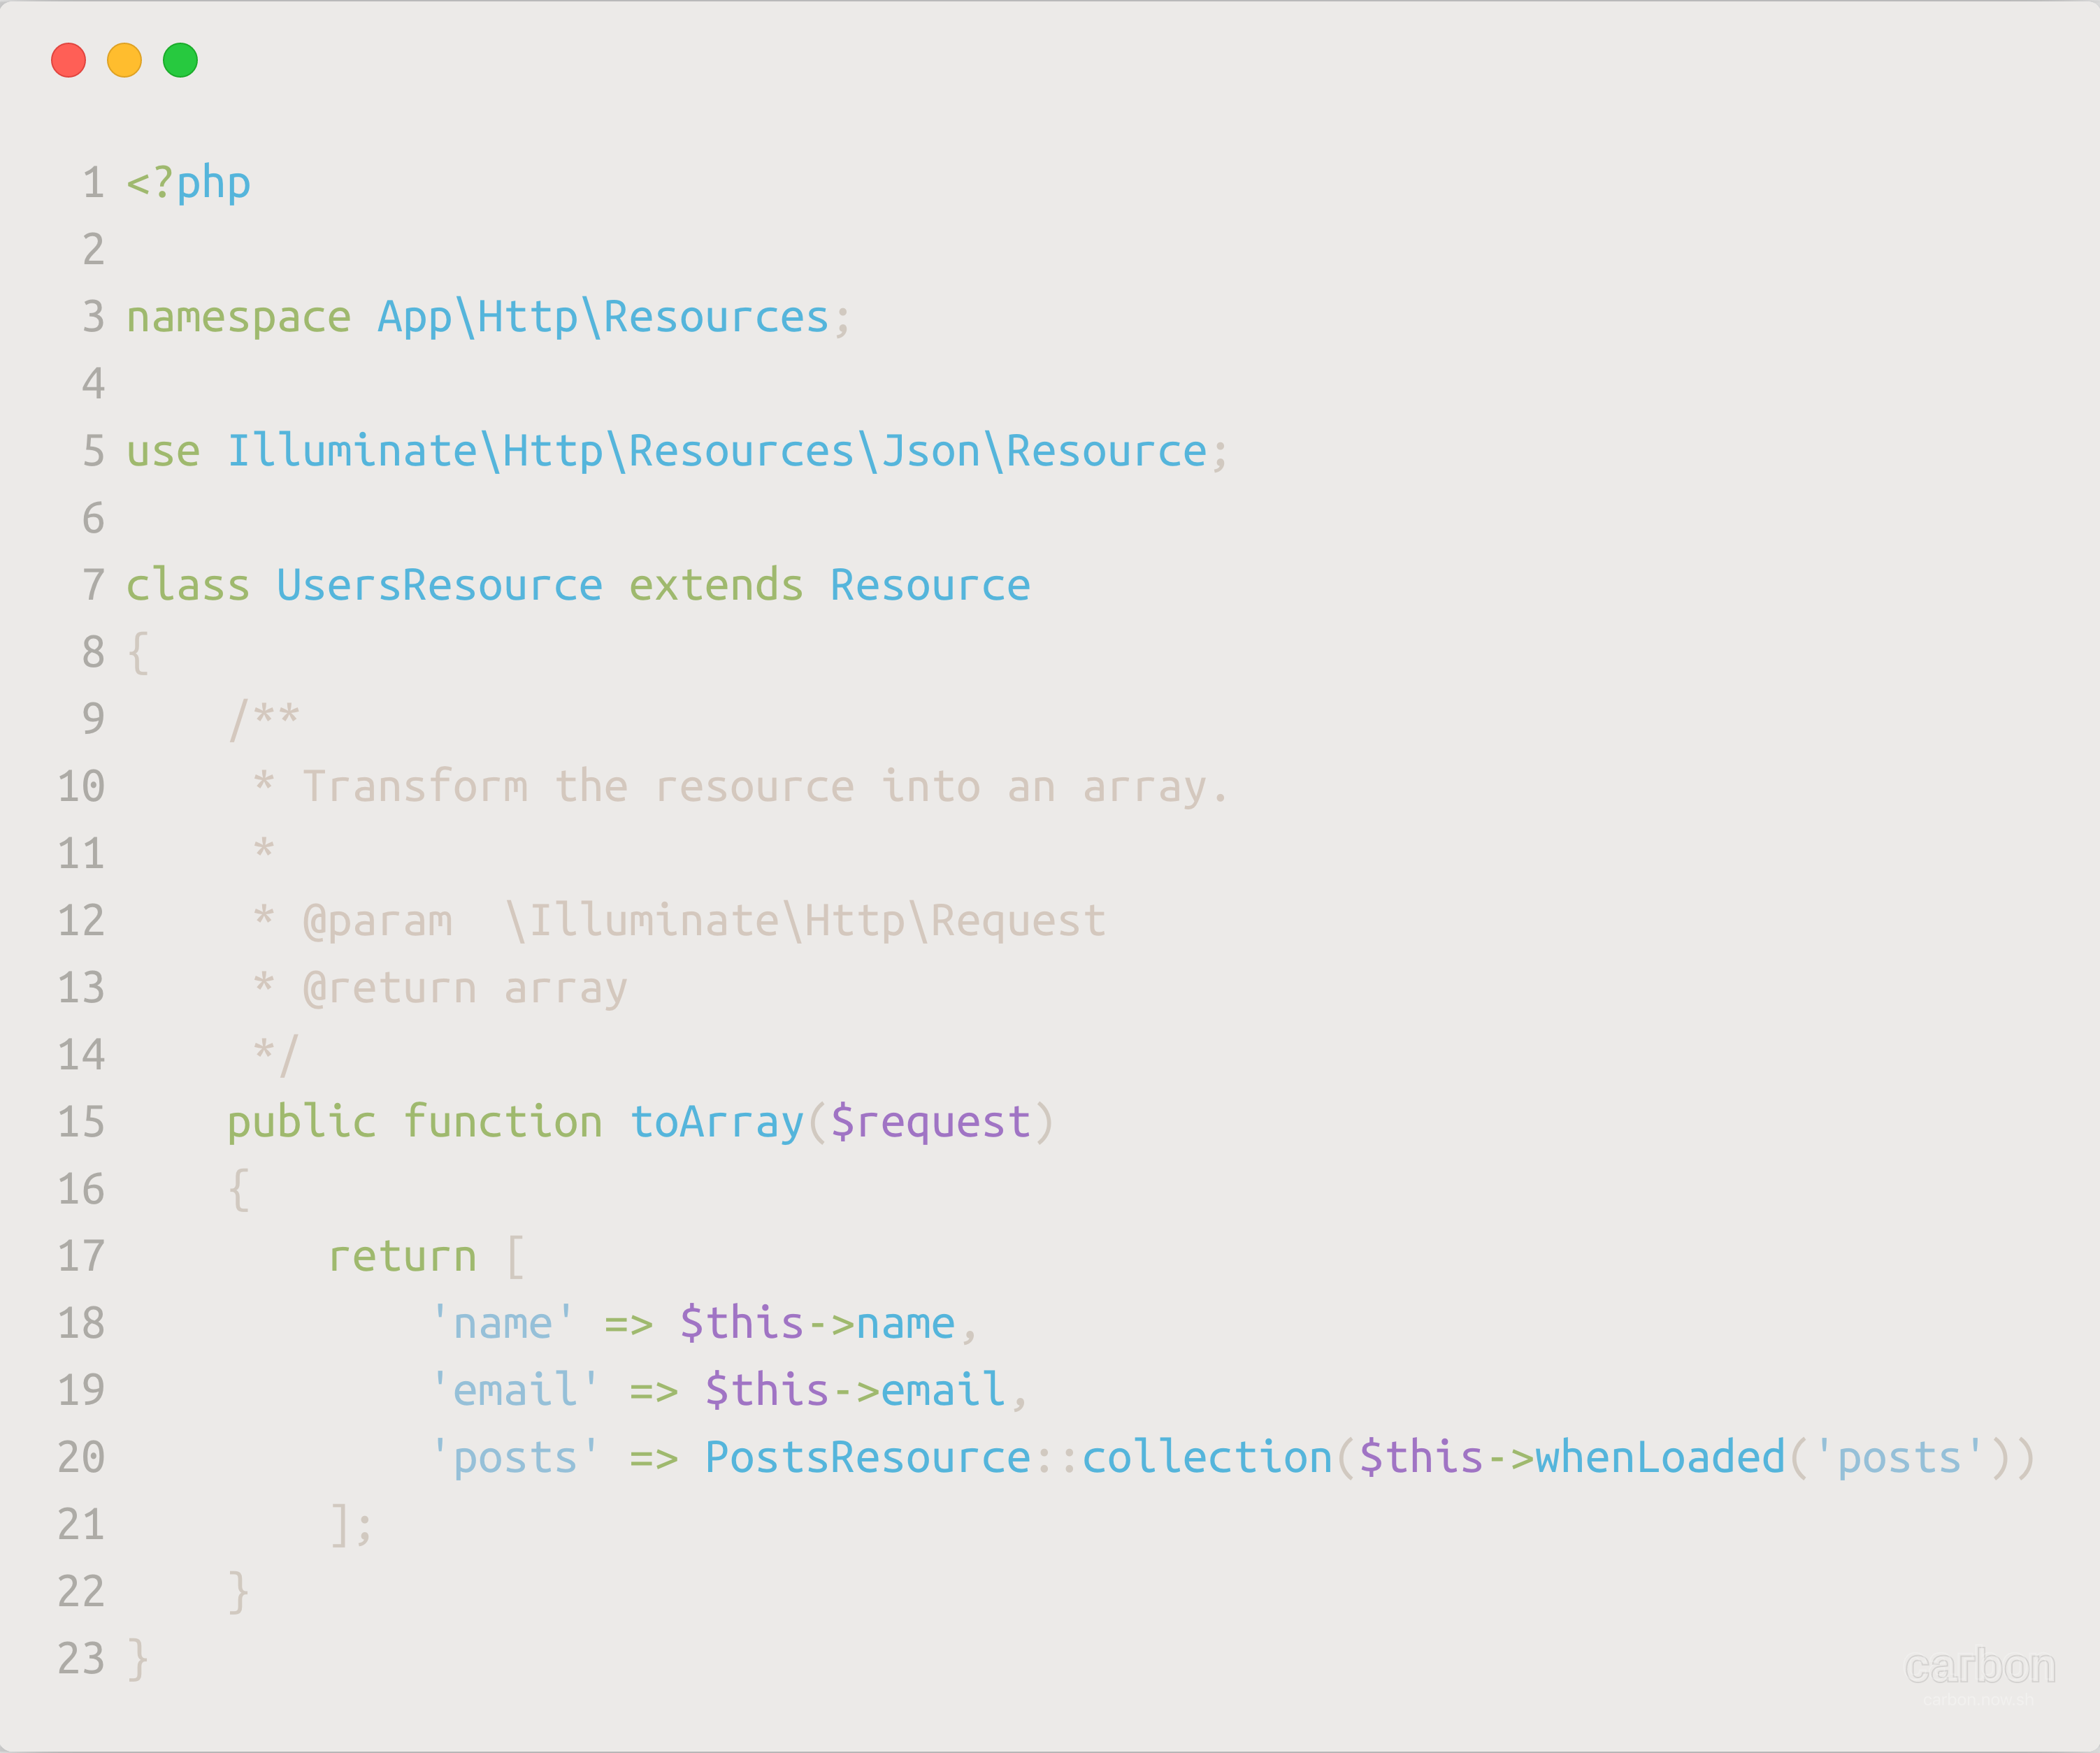 1 <?php
2
3 namespace App\Http\Resources;
4
5 use Illuminate\Http\Resources\Json\Resource;
6
7 class UsersResource extends Resource
8 {
9     /**
10      * Transform the resource into an array.
11      *
12      * @param  \Illuminate\Http\Request
13      * @return array
14      */
15     public function toArray($request)
16     {
17         return [
18             'name' => $this->name,
19             'email' => $this->email,
20             'posts' => PostsResource::collection($this->whenLoaded('posts'))
21         ];
22     }
23 }
carbon
carbon.now.sh